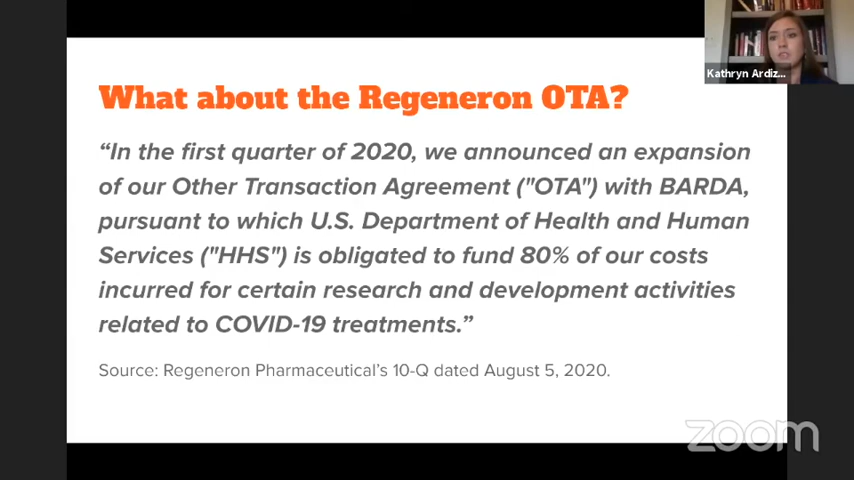 Kathryn Ardiz...
What about the Regeneron OTA?
“In the first quarter of 2020, we announced an expansion
of our Other Transaction Agreement ("OTA") with BARDA,
pursuant to which U.S. Department of Health and Human
Services ("HHS") is obligated to fund 80% of our costs
incurred for certain research and development activities
related to COVID-19 treatments.”
Source: Regeneron Pharmaceutical’s 10-Q dated August 5, 2020.
zoom